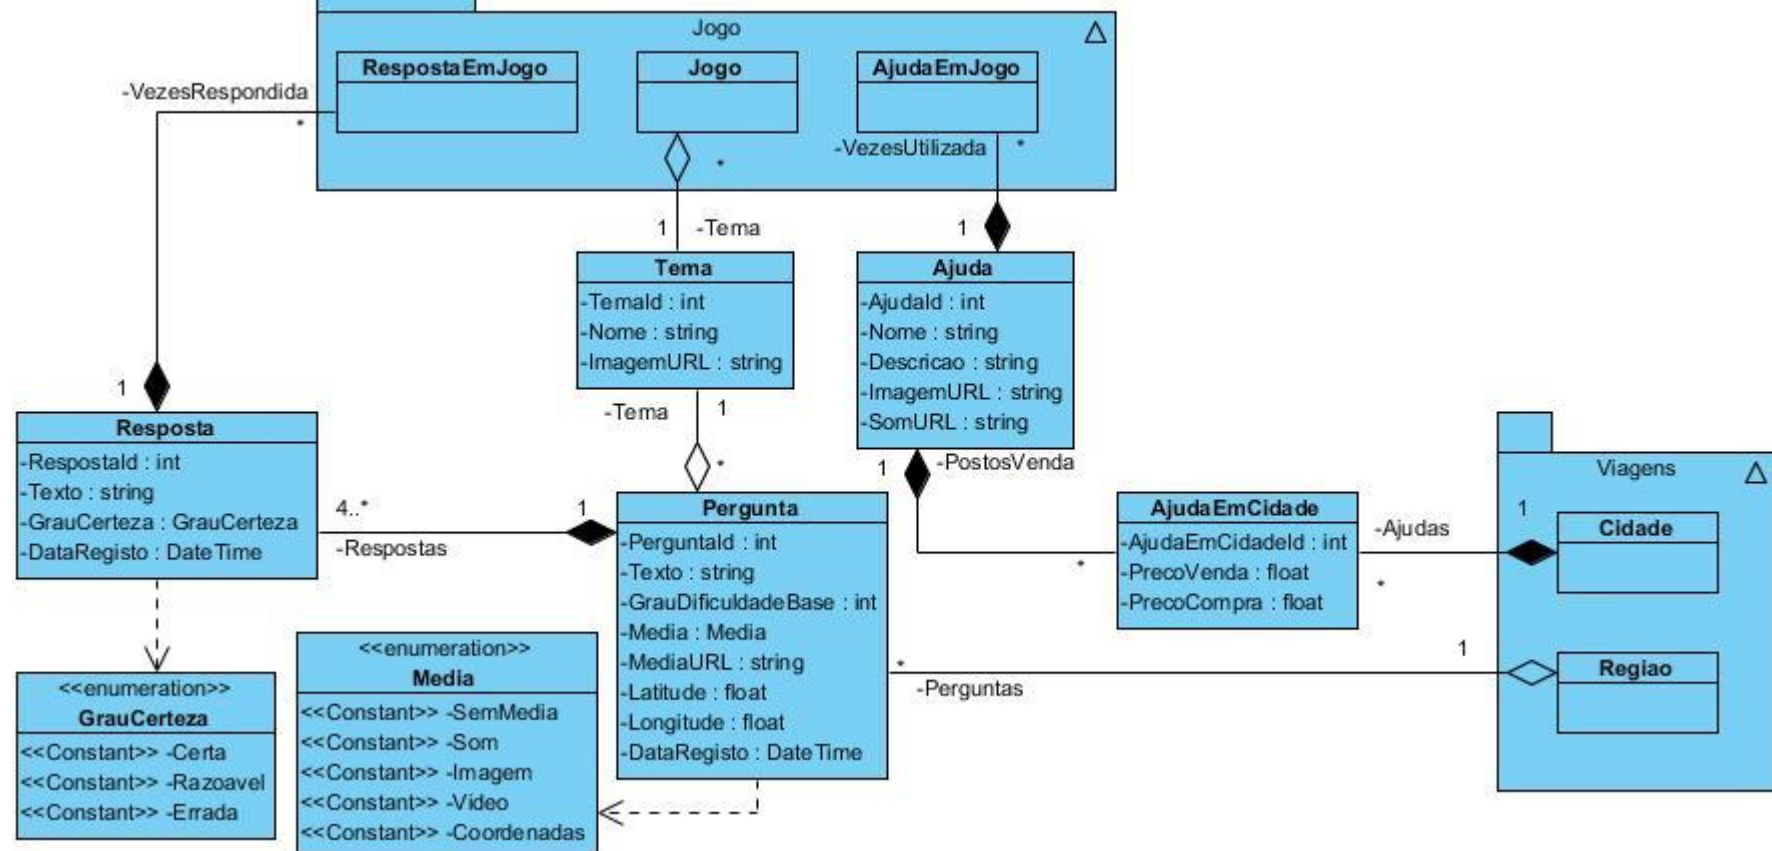 Jogo
RespostaEmJogo
Jogo
AjudaEmJogo
-VezesRespondida
*
*
-VezesUtilizada
*
1
-Tema
1
Tema
-TemaId : int
-Nome : string
-ImagemURL : string
Ajuda
-AjudaId : int
-Nome : string
-Descricao : string
-ImagemURL : string
-SomURL : string
1
-Tema
1
*
Resposta
-RespostaId : int
-Texto : string
-GrauCerteza : GrauCerteza
-DataRegisto : DateTime
4..*
-Respostas
1
Pergunta
-PerguntaId : int
-Texto : string
-GrauDificuldadeBase : int
-Media : Media
-MediaURL : string
-Latitude : float
-Longitude : float
-DataRegisto : DateTime
1
-PostosVenda
*
AjudaEmCidade
-AjudaEmCidadeId : int
-PrecoVenda : float
-PrecoCompra : float
-Ajudas
*
Viagens
1
Cidade
1
Regiao
*
-Perguntas
<<enumeration>>
GrauCerteza
<<Constant>> -Certa
<<Constant>> -Razoavel
<<Constant>> -Errada
<<enumeration>>
Media
<<Constant>> -SemMedia
<<Constant>> -Som
<<Constant>> -Imagem
<<Constant>> -Video
<<Constant>> -Coordenadas